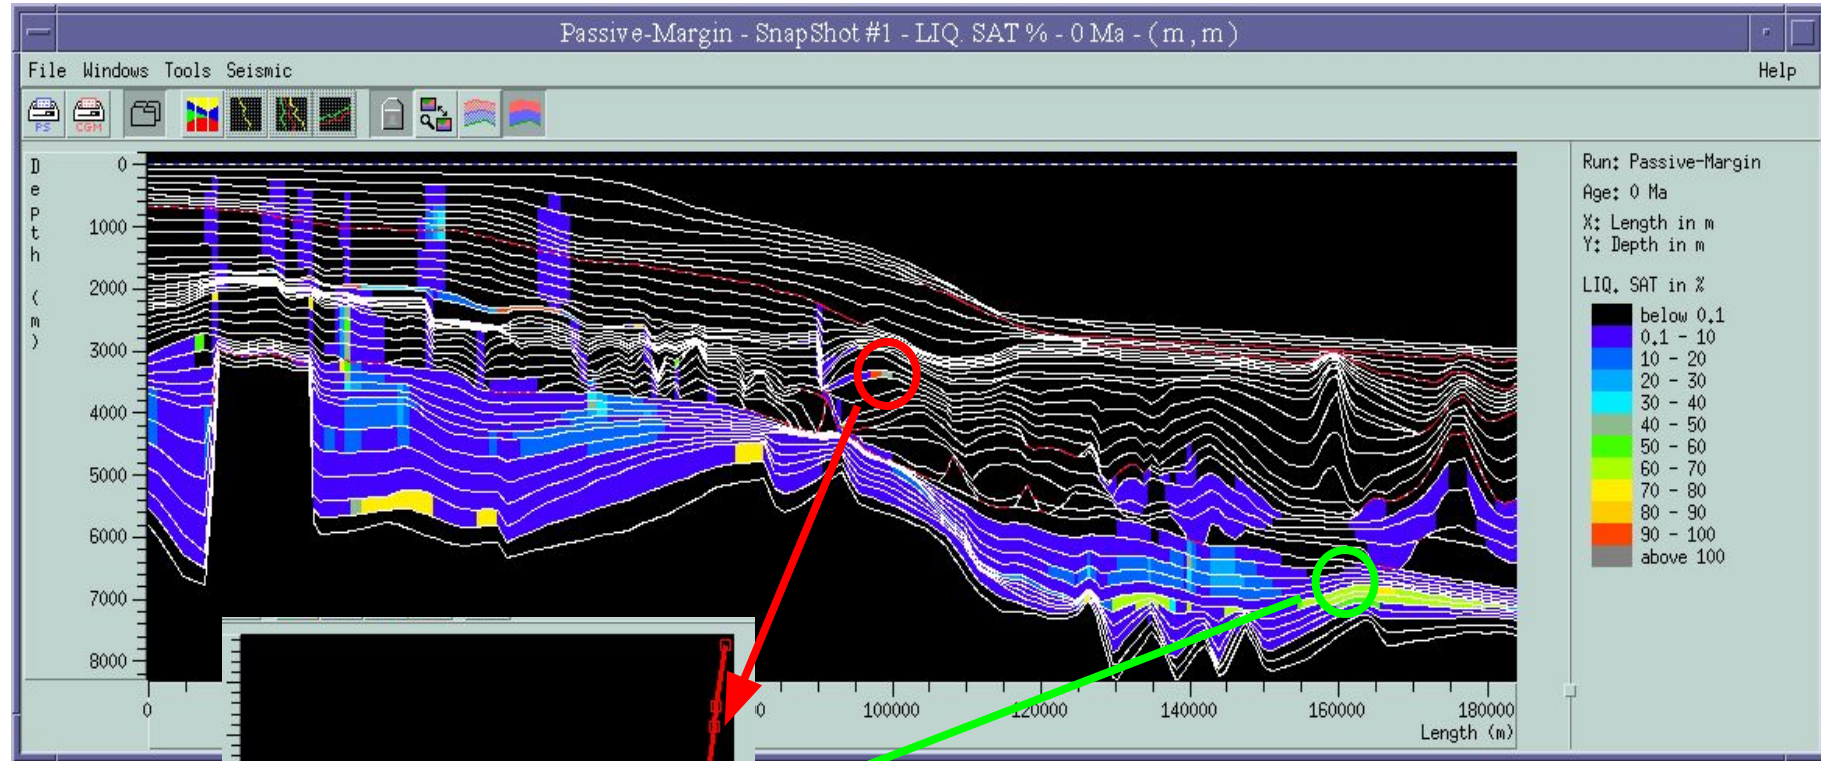 Passive-Margin - SnapShot #1 - LIQ. SAT % - 0 Ma - ( m , m )
File Windows Tools Seismic Help
PS CGM
Depth (m)
0
1000
2000
3000
4000
5000
6000
7000
8000
0 100000 120000 140000 160000 180000
Length (m)
Run: Passive-Margin
Age: 0 Ma
X: Length in m
Y: Depth in m
LIQ. SAT in %
below 0.1
0.1 - 10
10 - 20
20 - 30
30 - 40
40 - 50
50 - 60
60 - 70
70 - 80
80 - 90
90 - 100
above 100